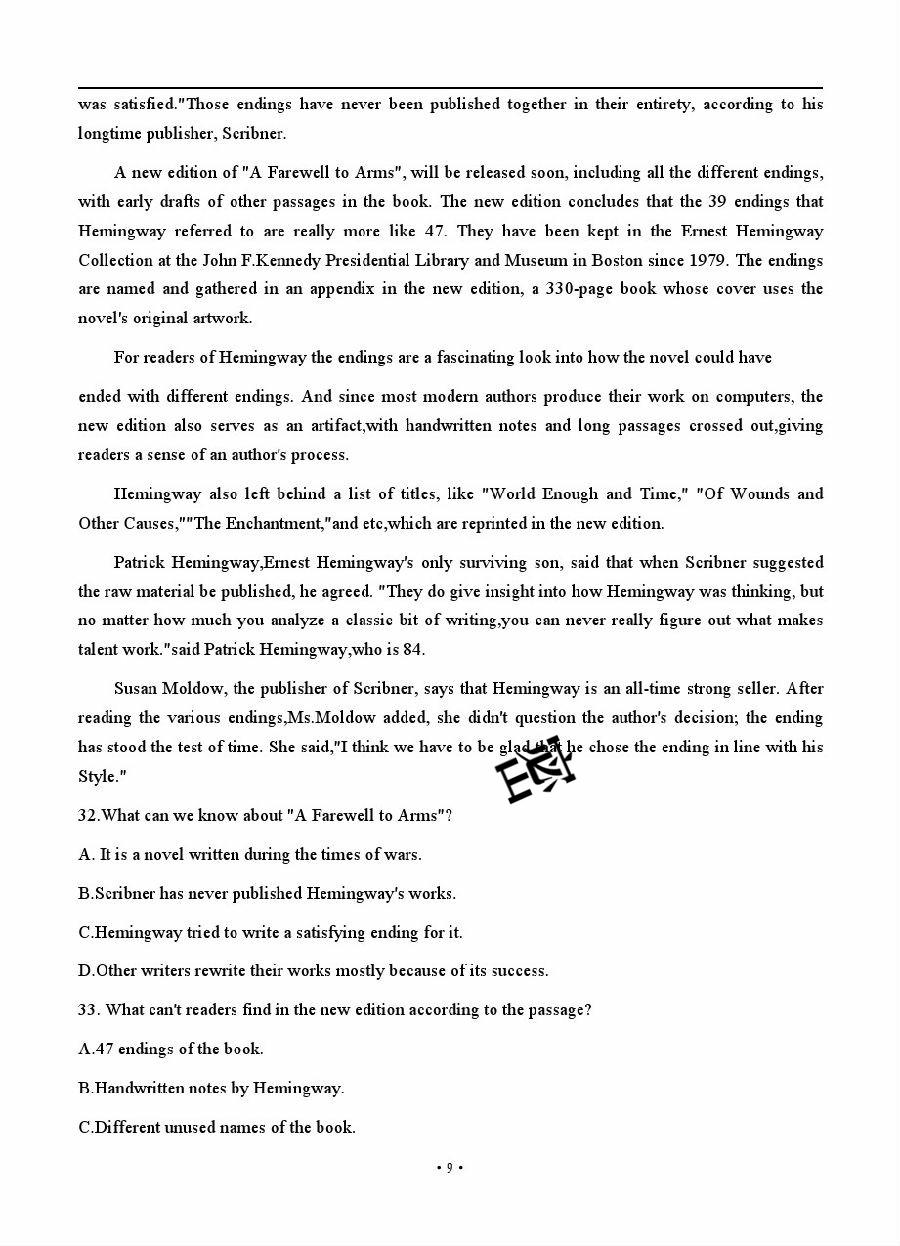 was satisfied."Those endings have never been published together in their entirety, according to his
longtime publisher, Scribner.
A new edition of "A Farewell to Arms", will be released soon, including all the different endings,
with early drafts of other passages in the book. The new edition concludes that the 39 endings that
Hemingway referred to are really more like 47. They have been kept in the Ernest Hemingway
Collection at the John F.Kennedy Presidential Library and Museum in Boston since 1979. The endings
are named and gathered in an appendix in the new edition, a 330-page book whose cover uses the
novel's original artwork.
For readers of Hemingway the endings are a fascinating look into how the novel could have
ended with different endings. And since most modern authors produce their work on computers, the
new edition also serves as an artifact,with handwritten notes and long passages crossed out,giving
readers a sense of an author's process.
Hemingway also left behind a list of titles, like "World Enough and Time," "Of Wounds and
Other Causes,""The Enchantment,"and etc,which are reprinted in the new edition.
Patrick Hemingway,Ernest Hemingway's only surviving son, said that when Scribner suggested
the raw material be published, he agreed. "They do give insight into how Hemingway was thinking, but
no matter how much you analyze a classic bit of writing,you can never really figure out what makes
talent work."said Patrick Hemingway,who is 84.
Susan Moldow, the publisher of Scribner, says that Hemingway is an all-time strong seller. After
reading the various endings,Ms.Moldow added, she didn't question the author's decision; the ending
has stood the test of time. She said,"I think we have to be glad that he chose the ending in line with his
Style."
32.What can we know about "A Farewell to Arms"?
A. It is a novel written during the times of wars.
B.Scribner has never published Hemingway's works.
C.Hemingway tried to write a satisfying ending for it.
D.Other writers rewrite their works mostly because of its success.
33. What can't readers find in the new edition according to the passage?
A.47 endings of the book.
B.Handwritten notes by Hemingway.
C.Different unused names of the book.
• 9 •